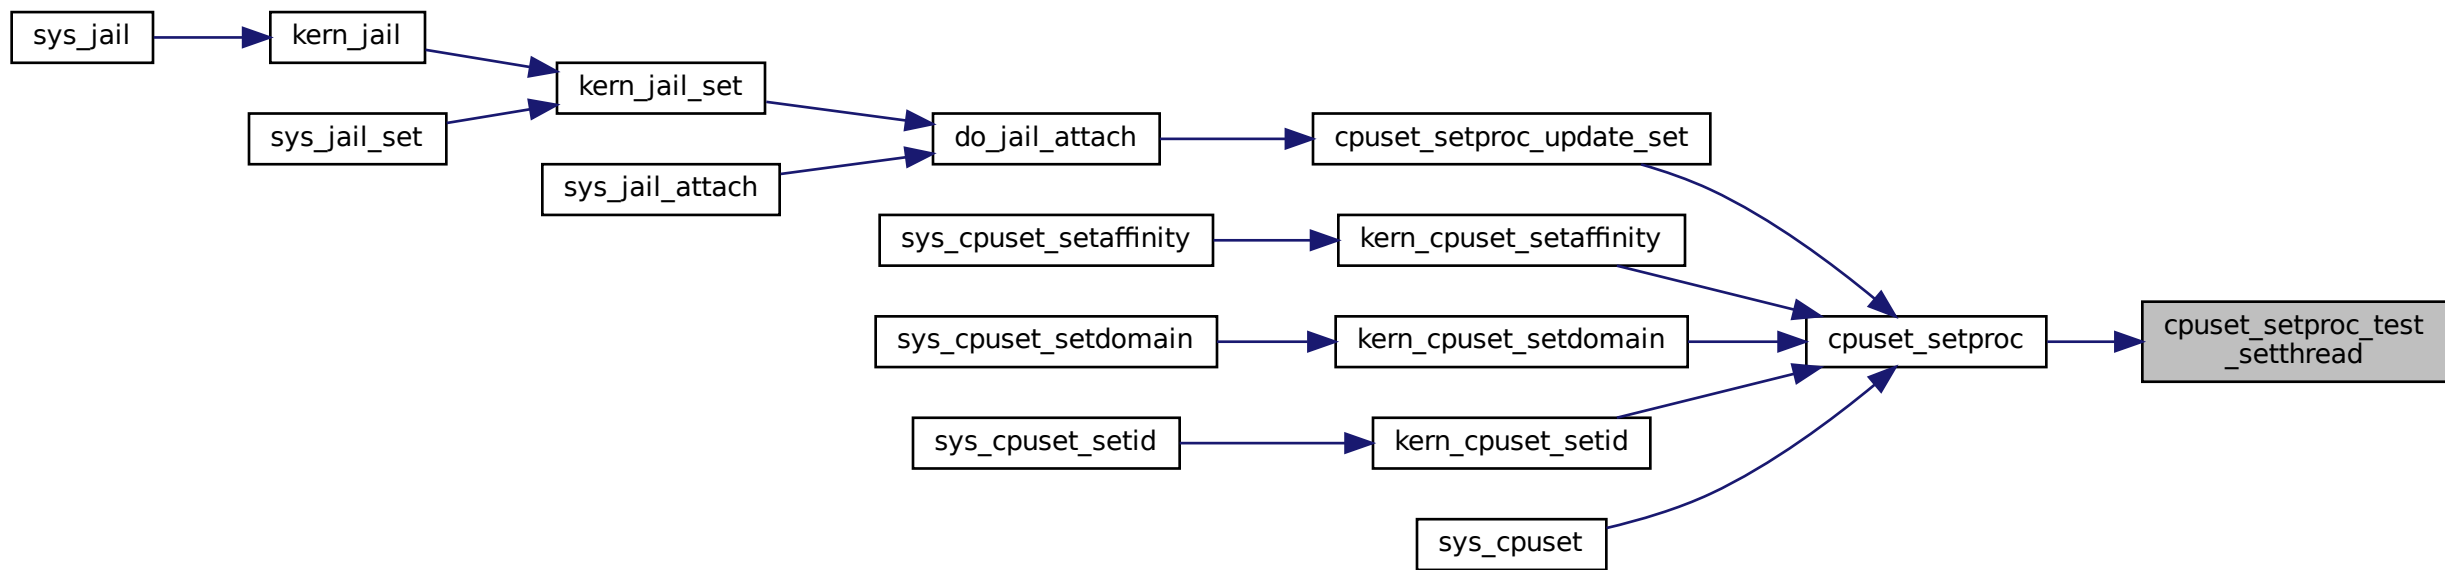 sys_jail
kern_jail
kern_jail_set
sys_jail_set
do_jail_attach
cpuset_setproc_update_set
sys_jail_attach
sys_cpuset_setaffinity
kern_cpuset_setaffinity
cpuset_setproc_test
_setthread
sys_cpuset_setdomain
kern_cpuset_setdomain
cpuset_setproc
sys_cpuset_setid
kern_cpuset_setid
sys_cpuset